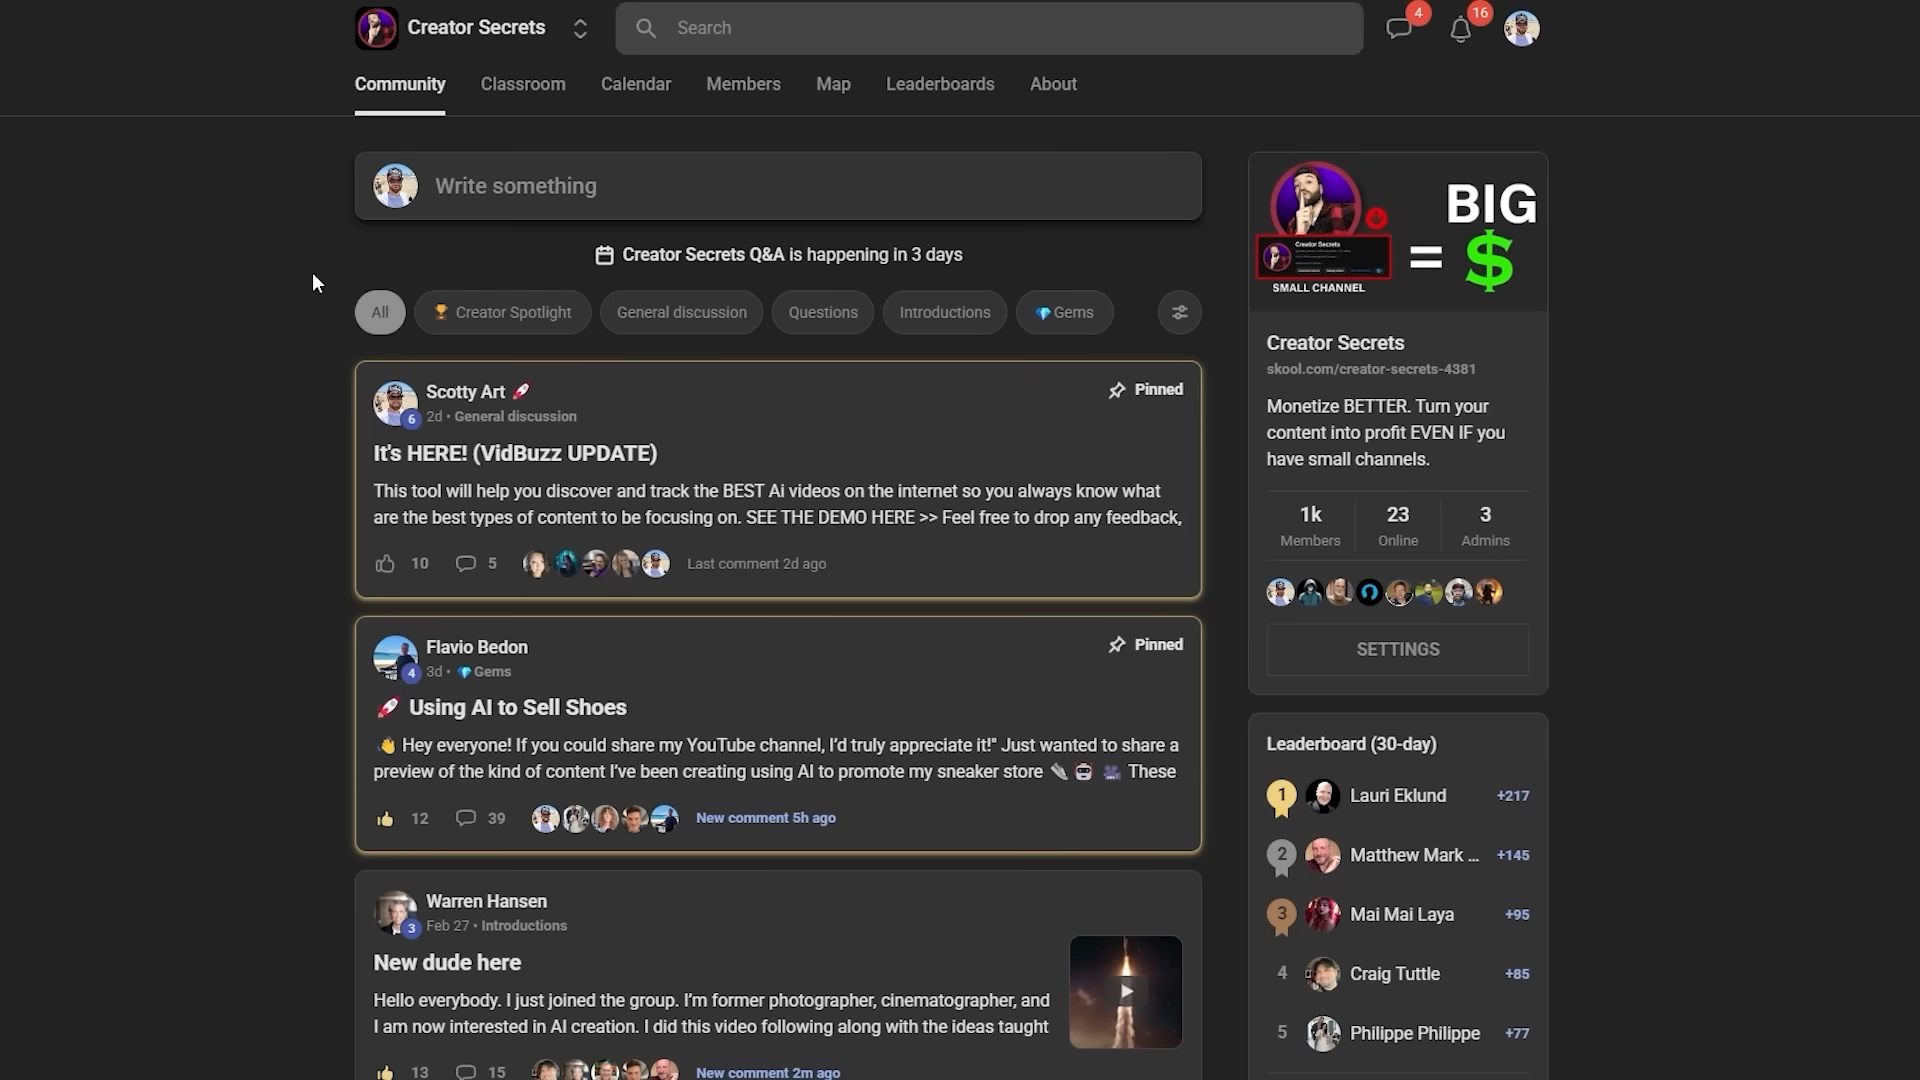 Creator Secrets
Search
4
16
Community
Classroom
Calendar
Members
Map
Leaderboards
About
Write something
Creator Secrets Q&A is happening in 3 days
All
Creator Spotlight
General discussion
Questions
Introductions
Gems
Scotty Art
Pinned
6
2d • General discussion
It's HERE! (VidBuzz UPDATE)
This tool will help you discover and track the BEST Ai videos on the internet so you always know what
are the best types of content to be focusing on. SEE THE DEMO HERE >> Feel free to drop any feedback,
10
5
Last comment 2d ago
Flavio Bedon
Pinned
4
3d • Gems
Using AI to Sell Shoes
Hey everyone! If you could share my YouTube channel, I'd truly appreciate it!" Just wanted to share a
preview of the kind of content I've been creating using AI to promote my sneaker store These
12
39
New comment 5h ago
Warren Hansen
3
Feb 27 • Introductions
New dude here
Hello everybody. I just joined the group. I'm former photographer, cinematographer, and
I am now interested in AI creation. I did this video following along with the ideas taught
13
15
New comment 2m ago
BIG
Creator Secrets
=
$
SMALL CHANNEL
Creator Secrets
skool.com/creator-secrets-4381
Monetize BETTER. Turn your
content into profit EVEN IF you
have small channels.
1k
Members
23
Online
3
Admins
SETTINGS
Leaderboard (30-day)
1
Lauri Eklund
+217
2
Matthew Mark ...
+145
3
Mai Mai Laya
+95
4
Craig Tuttle
+85
5
Philippe Philippe
+77